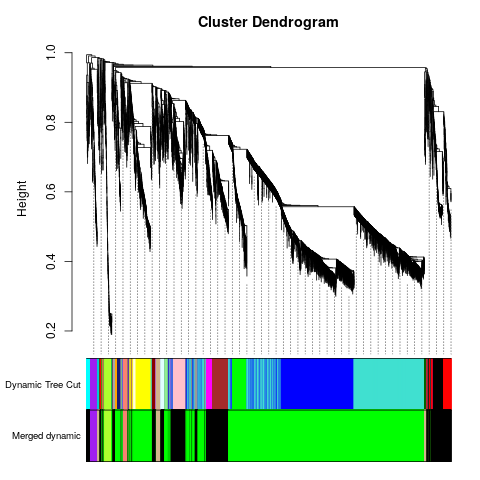 Cluster Dendrogram
Height
1.0
0.8
0.6
0.4
0.2
Dynamic Tree Cut
Merged dynamic